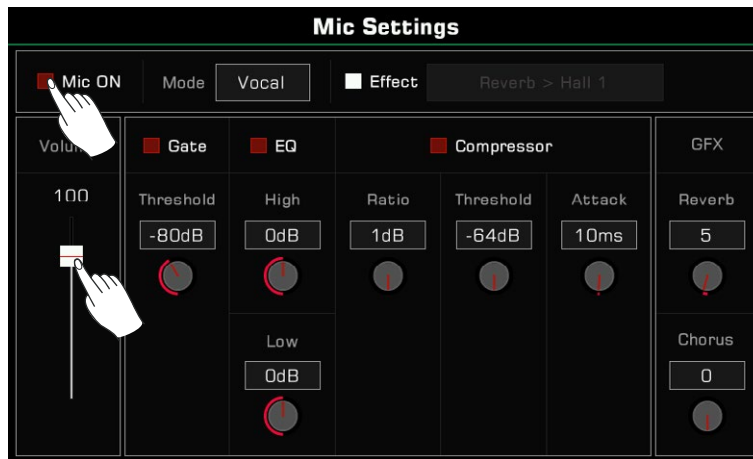 Mic Settings
Mic ON Mode Vocal Effect Reverb > Hall 1
Gate EQ Compressor GFX
100 Threshold High Ratio Threshold Attack Reverb
-80dB 0dB 1dB -64dB 10ms 5
Low Chorus
0dB 0